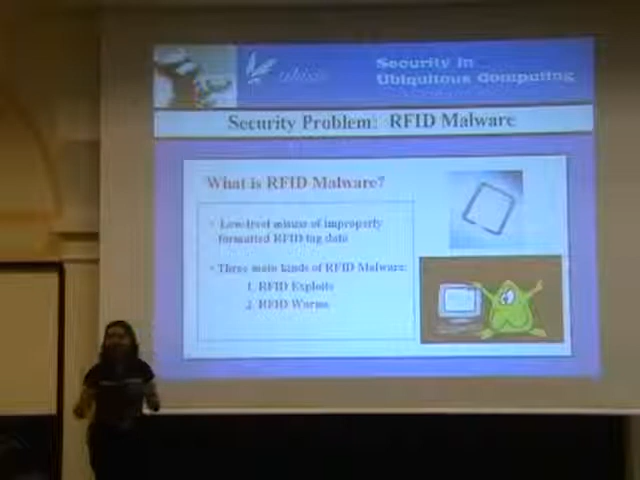 Security in
Ubiquitous Computing
Security Problem: RFID Malware
What is RFID Malware?
• Low-level misuse of improperly
formatted RFID tag data
• Three main kinds of RFID Malware:
1. RFID Exploits
2. RFID Worms